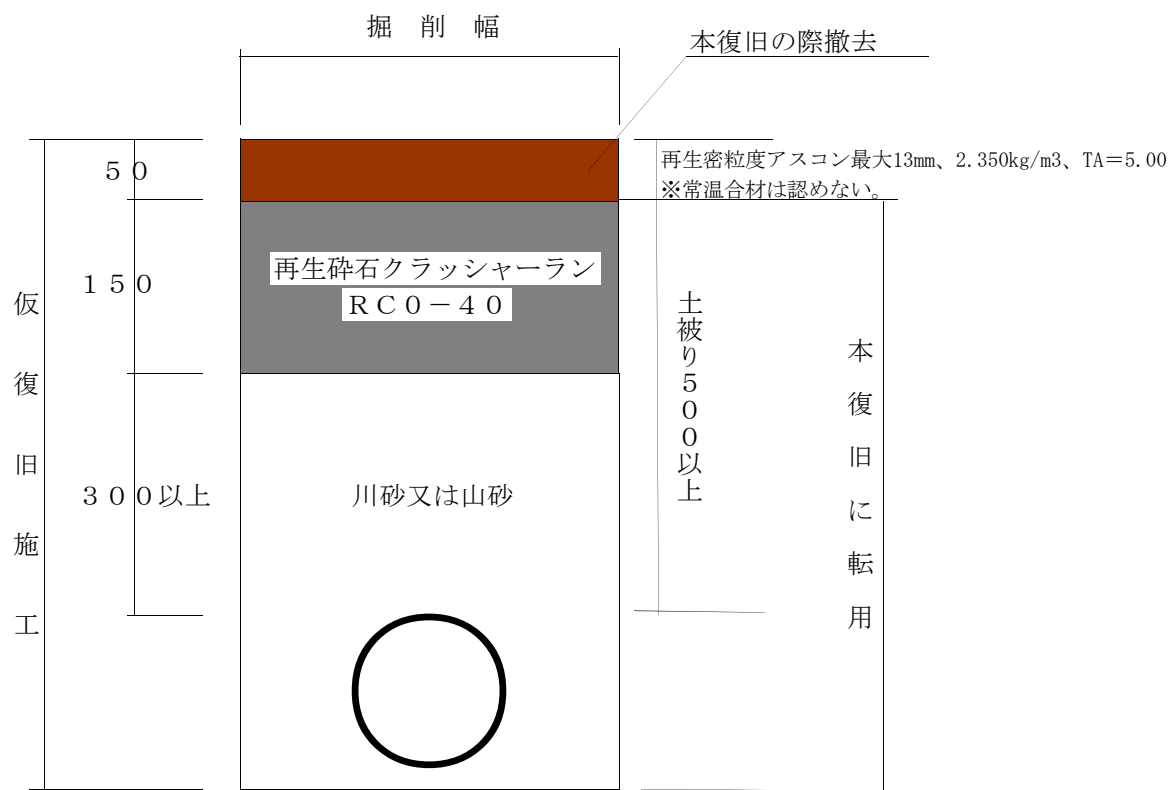 掘　削　幅
本復旧の際撤去
５０
再生密粒度アスコン最大13mm、2.350kg/m3、TA＝5.00
※常温合材は認めない。
１５０
再生砕石クラッシャーラン
ＲＣ０－４０
仮復旧施工
土被り５００以上
本復旧に転用
３００以上
川砂又は山砂